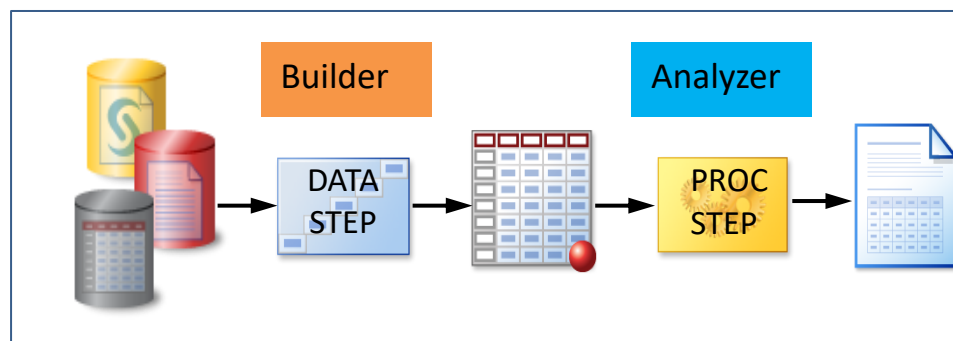 Builder
Analyzer
DATA
STEP
PROC
STEP